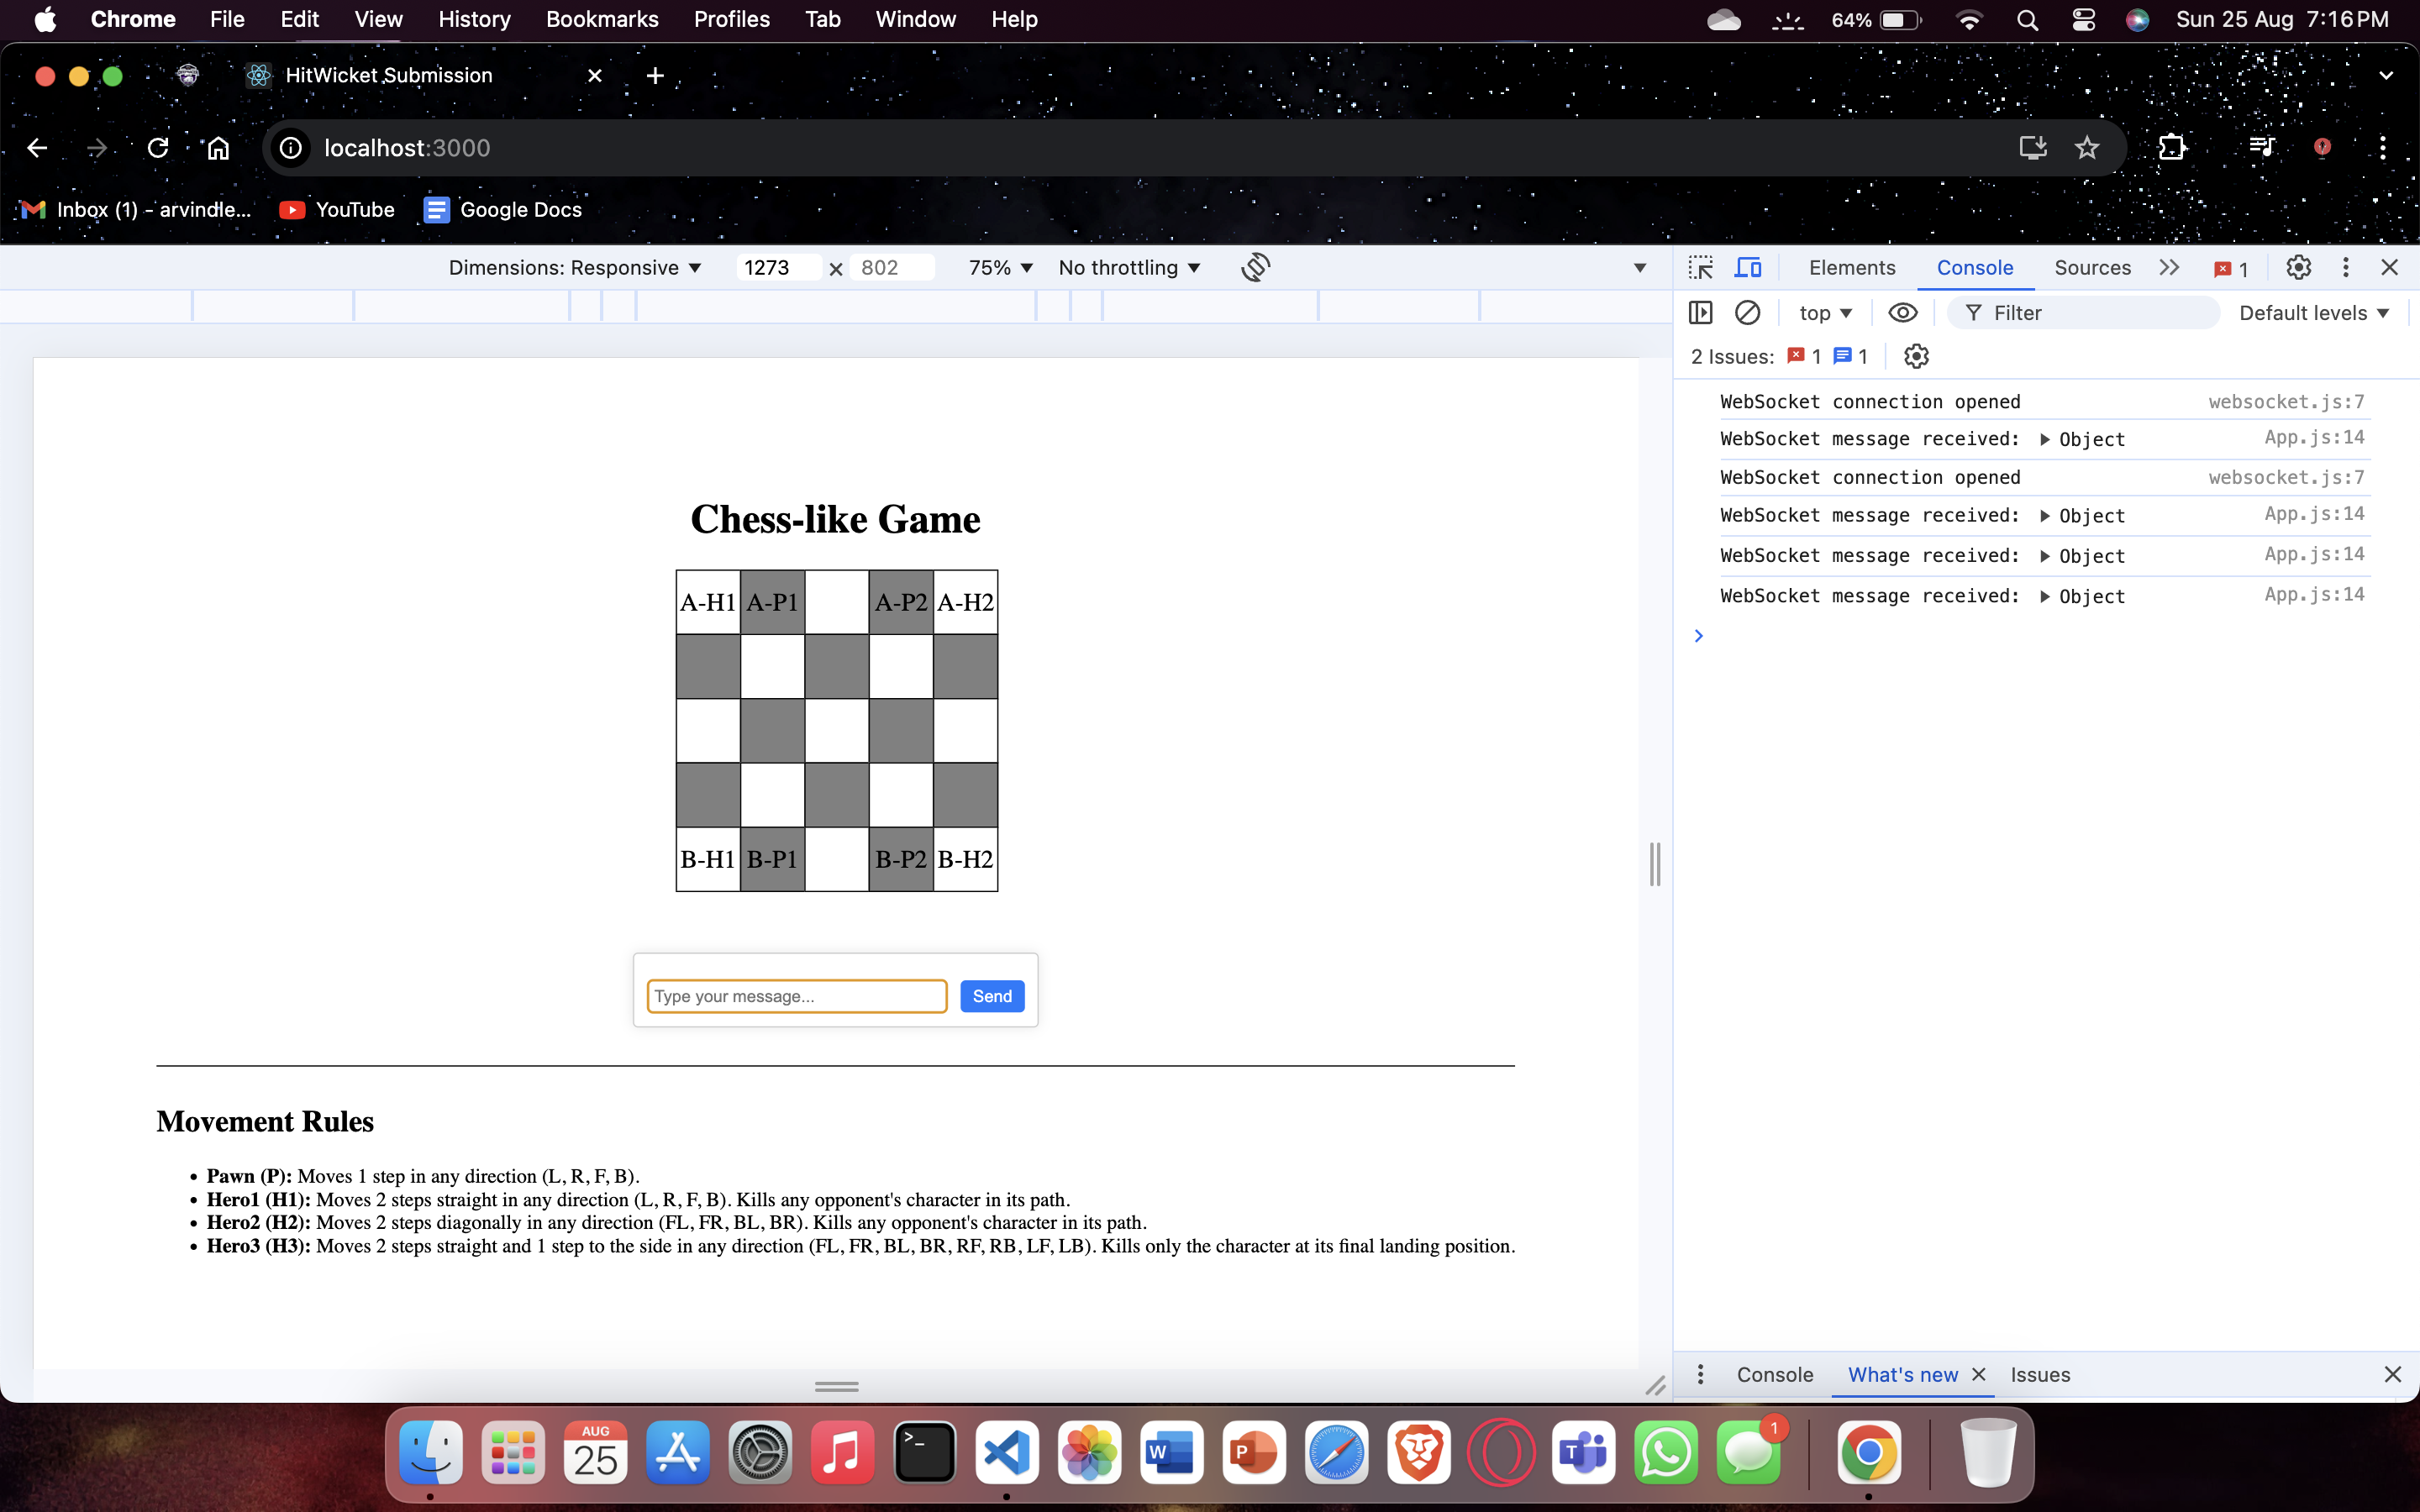 Chrome File Edit View History Bookmarks Profiles Tab Window Help 64% Sun 25 Aug 7:16 PM
HitWicket Submission
localhost:3000
Inbox (1) - arvindle... YouTube Google Docs
Dimensions: Responsive 1273 x 802 75% No throttling
Elements Console Sources 1
top Filter Default levels
2 Issues: 1 1
WebSocket connection opened websocket.js:7
WebSocket message received: Object App.js:14
WebSocket connection opened websocket.js:7
WebSocket message received: Object App.js:14
WebSocket message received: Object App.js:14
WebSocket message received: Object App.js:14
Chess-like Game
A-H1 A-P1 A-P2 A-H2
B-H1 B-P1 B-P2 B-H2
Type your message... Send
Movement Rules
• Pawn (P): Moves 1 step in any direction (L, R, F, B).
• Hero1 (H1): Moves 2 steps straight in any direction (L, R, F, B). Kills any opponent's character in its path.
• Hero2 (H2): Moves 2 steps diagonally in any direction (FL, FR, BL, BR). Kills any opponent's character in its path.
• Hero3 (H3): Moves 2 steps straight and 1 step to the side in any direction (FL, FR, BL, BR, RF, RB, LF, LB). Kills only the character at its final landing position.
Console What's new Issues
AUG
25
W
P
T
1